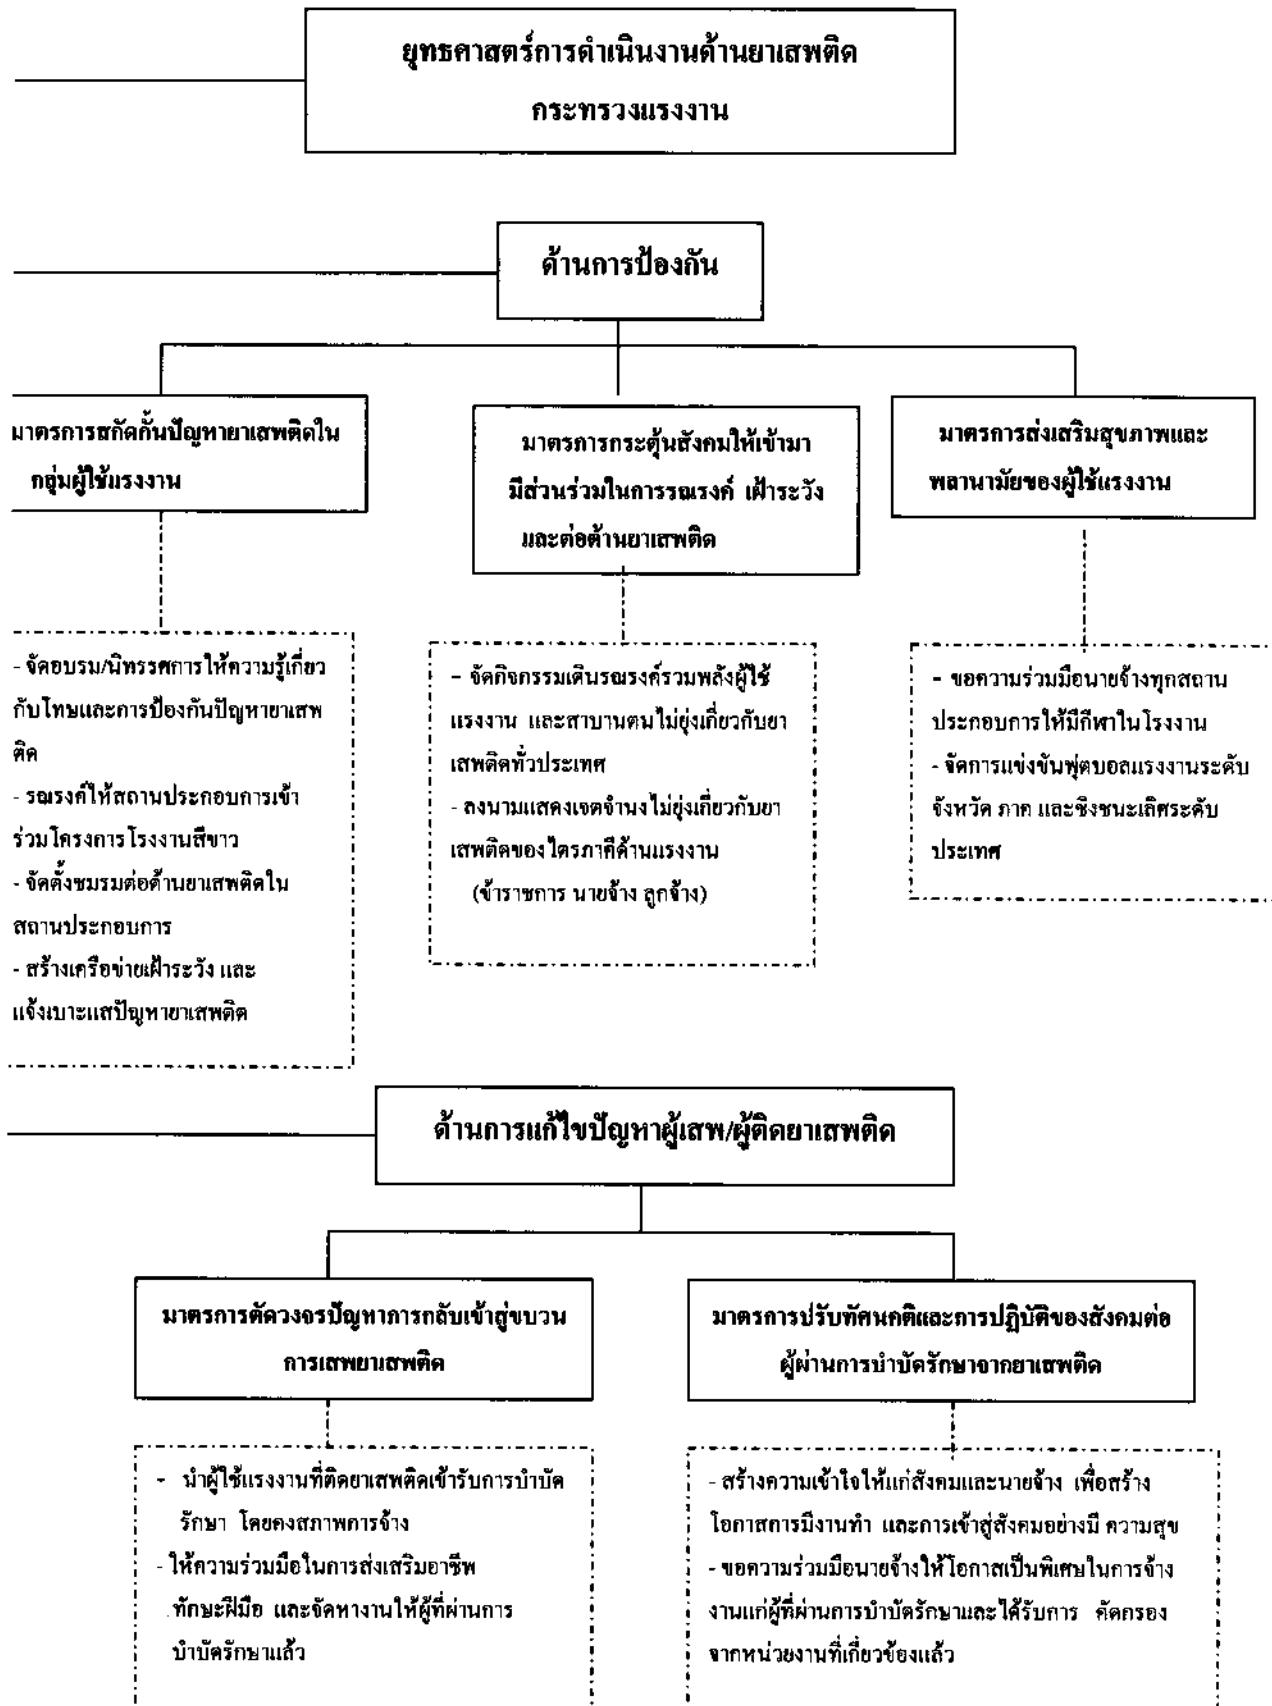 ยุทธศาสตร์การดำเนินงานด้านยาเสพติด
กระทรวงแรงงาน
ด้านการป้องกัน
มาตรการสกัดกั้นปัญหายาเสพติดใน
กลุ่มผู้ใช้แรงงาน
มาตรการกระตุ้นสังคมให้เข้ามา
มีส่วนร่วมในการรณรงค์ เฝ้าระวัง
และต่อต้านยาเสพติด
มาตรการส่งเสริมสุขภาพและ
พลานามัยของผู้ใช้แรงงาน
- จัดอบรม/นิทรรศการให้ความรู้เกี่ยว
กับโทษและการป้องกันปัญหายาเสพ
ติด
- รณรงค์ให้สถานประกอบการเข้า
ร่วมโครงการโรงงานสีขาว
- จัดตั้งชมรมต่อต้านยาเสพติดใน
สถานประกอบการ
- สร้างเครือข่ายเฝ้าระวัง และ
แจ้งเบาะแสปัญหายาเสพติด
- จัดกิจกรรมเดินรณรงค์รวมพลังผู้ใช้
แรงงาน และสาบานตนไม่ยุ่งเกี่ยวกับยา
เสพติดทั่วประเทศ
- ลงนามแสดงเจตจำนงไม่ยุ่งเกี่ยวกับยา
เสพติดของไตรภาคีด้านแรงงาน
(ข้าราชการ นายจ้าง ลูกจ้าง)
- ขอความร่วมมือนายจ้างทุกสถาน
ประกอบการให้มีกีฬาในโรงงาน
- จัดการแข่งขันฟุตบอลแรงงานระดับ
จังหวัด ภาค และชิงชนะเลิศระดับ
ประเทศ
ด้านการแก้ไขปัญหาผู้เสพ/ผู้ติดยาเสพติด
มาตรการตัดวงจรปัญหาการกลับเข้าสู่ขบวน
การเสพยาเสพติด
มาตรการปรับทัศนคติและการปฏิบัติของสังคมต่อ
ผู้ผ่านการบำบัดรักษาจากยาเสพติด
- นำผู้ใช้แรงงานที่ติดยาเสพติดเข้ารับการบำบัด
รักษา โดยคงสภาพการจ้าง
- ให้ความร่วมมือในการส่งเสริมอาชีพ
ทักษะฝีมือ และจัดหางานให้ผู้ที่ผ่านการ
บำบัดรักษาแล้ว
- สร้างความเข้าใจให้แก่สังคมและนายจ้าง เพื่อสร้าง
โอกาสการมีงานทำ และการเข้าสู่สังคมอย่างมี ความสุข
- ขอความร่วมมือนายจ้างให้โอกาสเป็นพิเศษในการจ้าง
งานแก่ผู้ที่ผ่านการบำบัดรักษาและได้รับการ คัดกรอง
จากหน่วยงานที่เกี่ยวข้องแล้ว